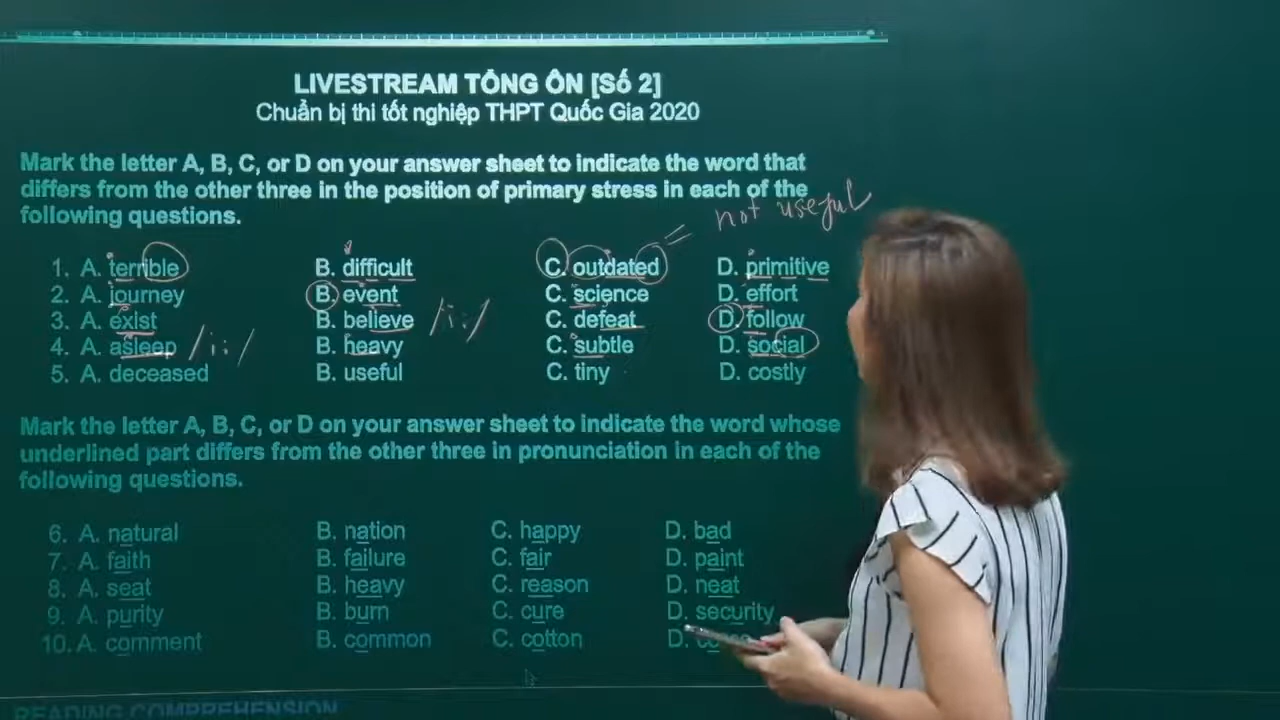 LIVESTREAM TỔNG ÔN [Số 2]
Chuẩn bị thi tốt nghiệp THPT Quốc Gia 2020
Mark the letter A, B, C, or D on your answer sheet to indicate the word that
differs from the other three in the position of primary stress in each of the
following questions.
= not useful
1. A. terrible B. difficult C. outdated D. primitive
2. A. journey B. event C. science D. effort
3. A. exist B. believe /i:/ C. defeat D. follow
4. A. asleep /i:/ B. heavy C. subtle D. social
5. A. deceased B. useful C. tiny D. costly
Mark the letter A, B, C, or D on your answer sheet to indicate the word whose
underlined part differs from the other three in pronunciation in each of the
following questions.
6. A. natural B. nation C. happy D. bad
7. A. faith B. failure C. fair D. paint
8. A. seat B. heavy C. reason D. neat
9. A. purity B. burn C. cure D. security
10. A. comment B. common C. cotton D.
READING COMPREHENSION